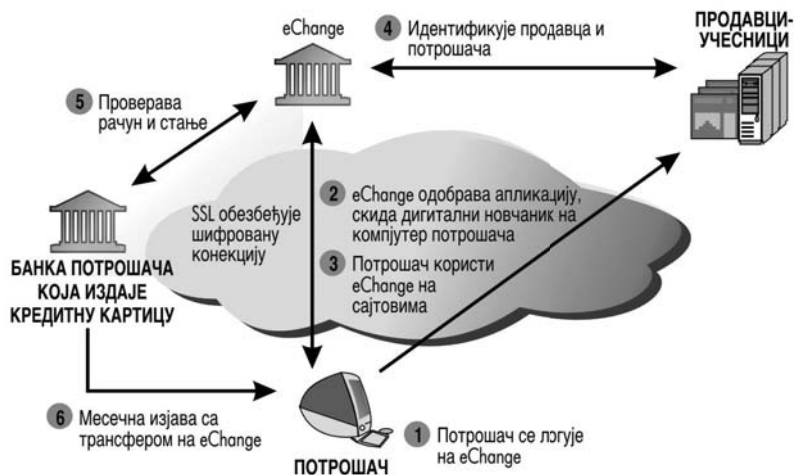 eChange
4 Идентификује продавца и
потрошача
ПРОДАВЦИ-
УЧЕСНИЦИ
5 Проверава
рачун и стање
SSL обезбеђује
шифровану
конекцију
2 eChange одобрава апликацију,
скида дигитални новчаник на
компјутер потрошача
3 Потрошач користи
eChange на
сајтовима
БАНКА ПОТРОШАЧА
КОЈА ИЗДАЈЕ
КРЕДИТНУ КАРТИЦУ
6 Месечна изјава са
трансфером на eChange
ПОТРОШАЧ
1 Потрошач се логује
на eChange